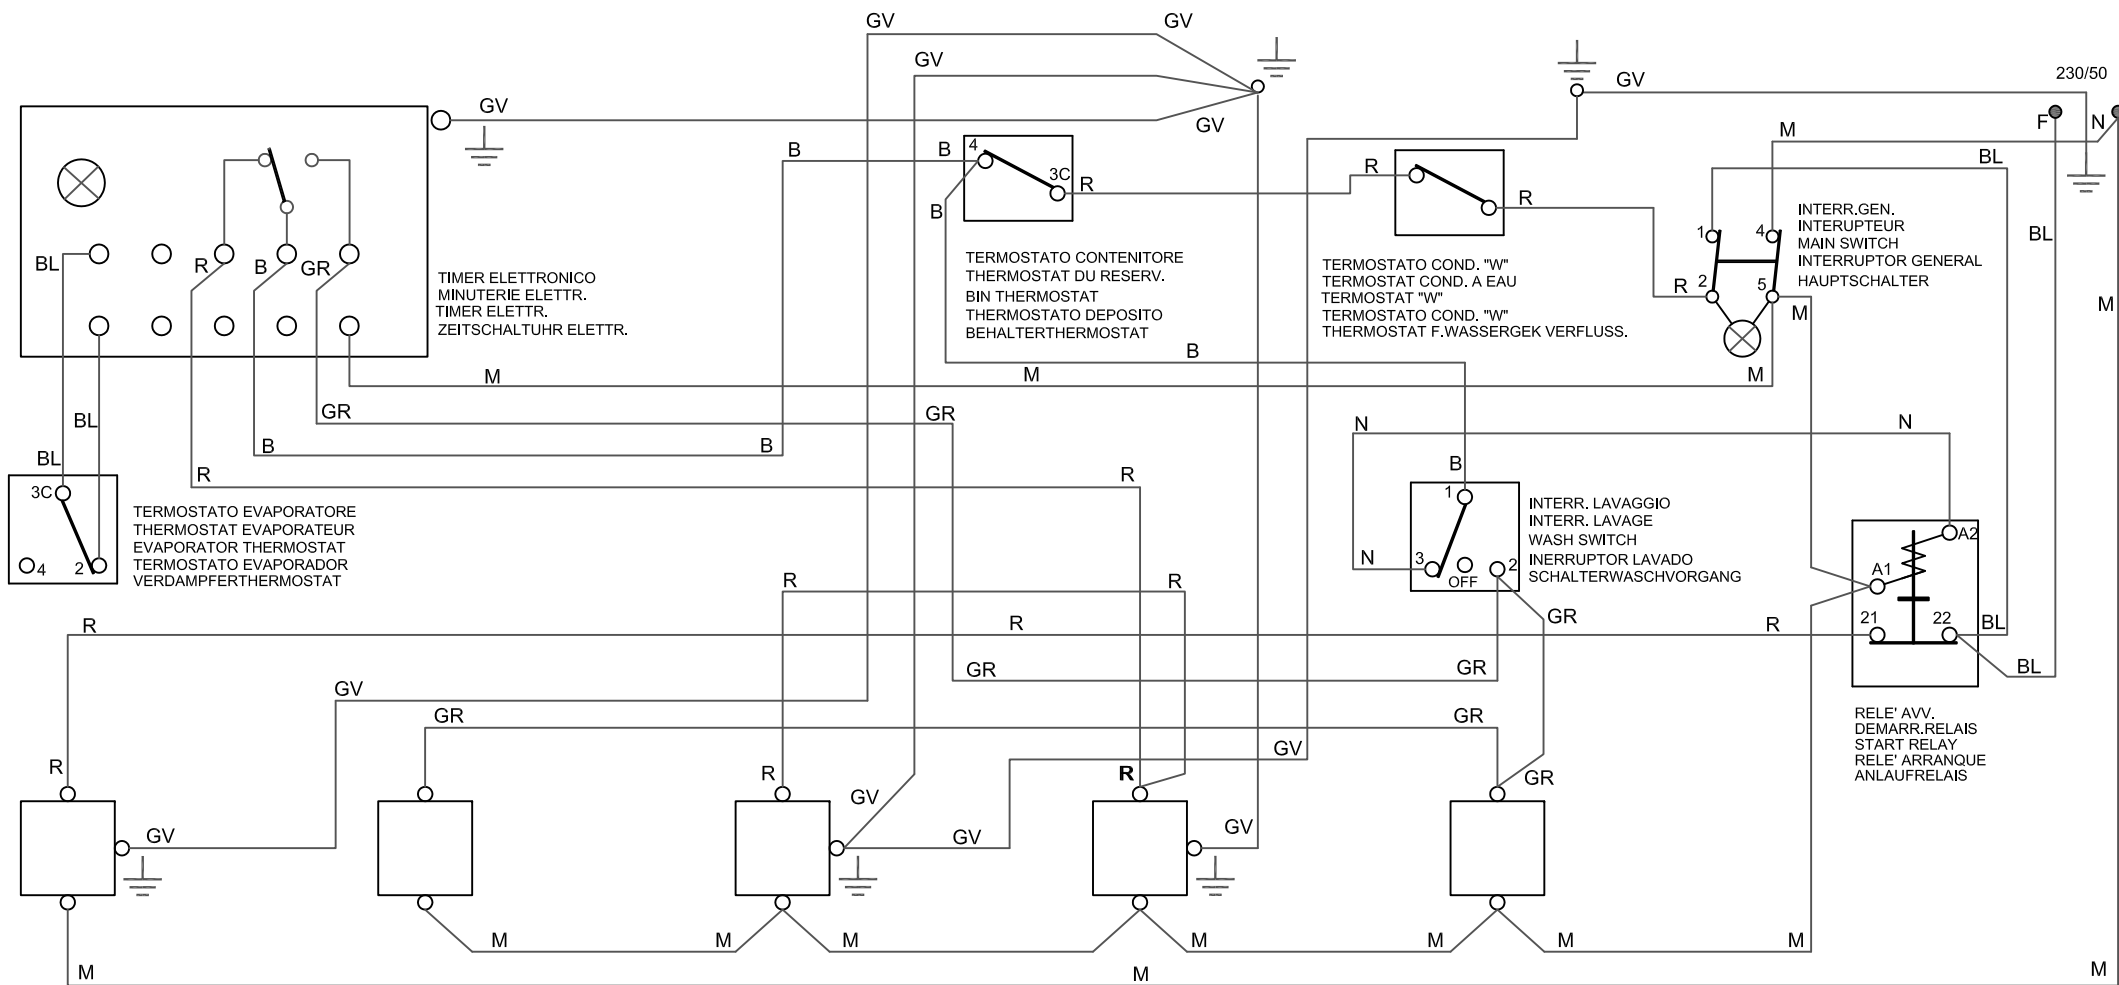 GV
GV
GV
230/50
GV
GV
GV
M
F
N
B
B
4
3C
R
R
BL
R
B
BL
INTERR.GEN.
INTERUPTEUR
MAIN SWITCH
INTERRUPTOR GENERAL
HAUPTSCHALTER
1
4
2
5
R
M
M
BL
R
B
GR
TIMER ELETTRONICO
MINUTERIE ELETTR.
TIMER ELETTR.
ZEITSCHALTUHR ELETTR.
TERMOSTATO CONTENITORE
THERMOSTAT DU RESERV.
BIN THERMOSTAT
THERMOSTATO DEPOSITO
BEHALTERTHERMOSTAT
TERMOSTATO COND. "W"
TERMOSTAT COND. A EAU
TERMOSTAT "W"
TERMOSTATO COND. "W"
THERMOSTAT F.WASSERGEK VERFLUSS.
B
M
M
M
BL
GR
GR
N
N
B
B
BL
B
R
R
3C
4
2
TERMOSTATO EVAPORATORE
THERMOSTAT EVAPORATEUR
EVAPORATOR THERMOSTAT
TERMOSTATO EVAPORADOR
VERDAMPFERTHERMOSTAT
1
3
OFF
2
N
INTERR. LAVAGGIO
INTERR. LAVAGE
WASH SWITCH
INERRUPTOR LAVADO
SCHALTERWASCHVORGANG
A2
A1
21
22
BL
BL
R
R
GR
R
R
R
GR
GR
GV
GR
GR
GV
RELE' AVV.
DEMARR.RELAIS
START RELAY
RELE' ARRANQUE
ANLAUFRELAIS
R
R
R
GR
GV
GV
GV
GV
M
M
M
M
M
M
M
M
M
M